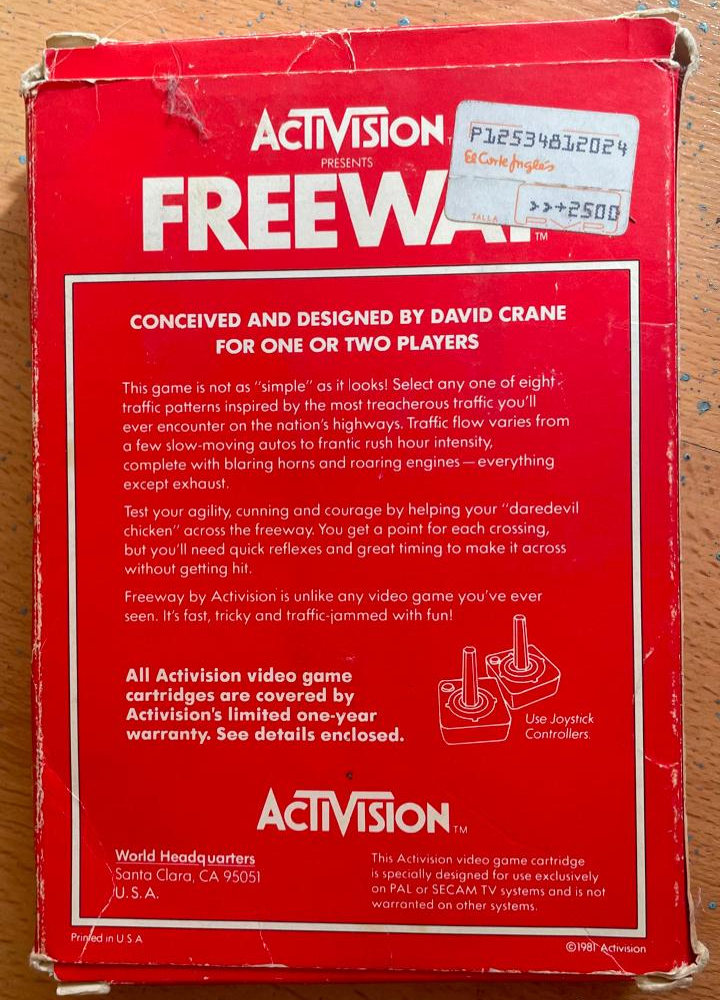 ACTIVISION
PRESENTS
FREEWAY™
P12534812024
El Corte Inglés
>>+2500
TALLA
PVP
CONCEIVED AND DESIGNED BY DAVID CRANE
FOR ONE OR TWO PLAYERS
This game is not as “simple” as it looks! Select any one of eight
traffic patterns inspired by the most treacherous traffic you’ll
ever encounter on the nation’s highways. Traffic flow varies from
a few slow-moving autos to frantic rush hour intensity,
complete with blaring horns and roaring engines—everything
except exhaust.
Test your agility, cunning and courage by helping your “daredevil
chicken” across the freeway. You get a point for each crossing,
but you’ll need quick reflexes and great timing to make it across
without getting hit.
Freeway by Activision is unlike any video game you’ve ever
seen. It’s fast, tricky and traffic-jammed with fun!
All Activision video game
cartridges are covered by
Activision’s limited one-year
warranty. See details enclosed.
Use Joystick
Controllers.
ACTIVISION™
World Headquarters
Santa Clara, CA 95051
U.S.A.
This Activision video game cartridge
is specially designed for use exclusively
on PAL or SECAM TV systems and is not
warranted on other systems.
Printed in U S A
©1981 Activision